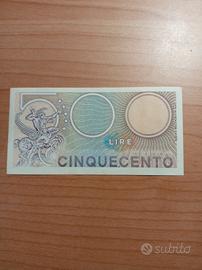 500
LIRE
CINQUECENTO
subito